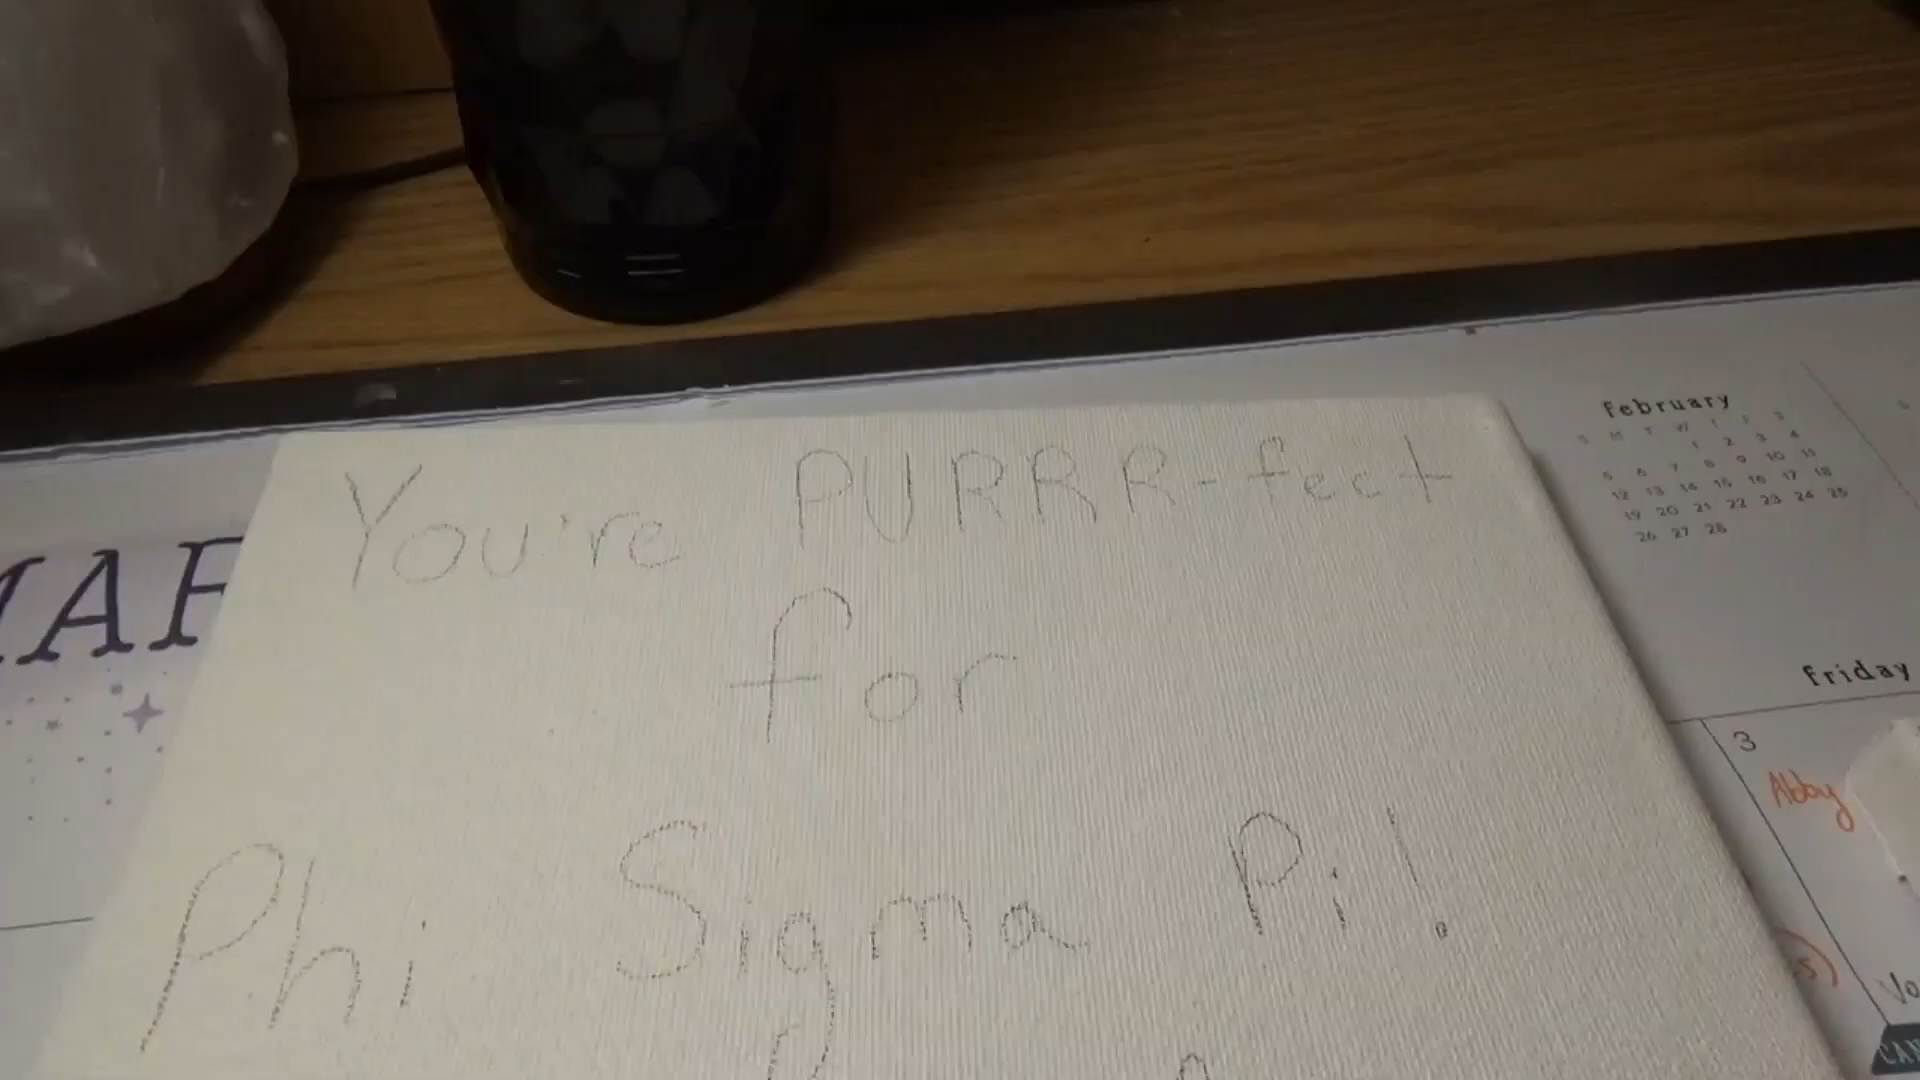 You're PURRR-fect
for
Phi Sigma Pi!
february
S M T W T F S
1 2 3 4
5 6 7 8 9 10 11
12 13 14 15 16 17 18
19 20 21 22 23 24 25
26 27 28
MAR
friday
3
Abby